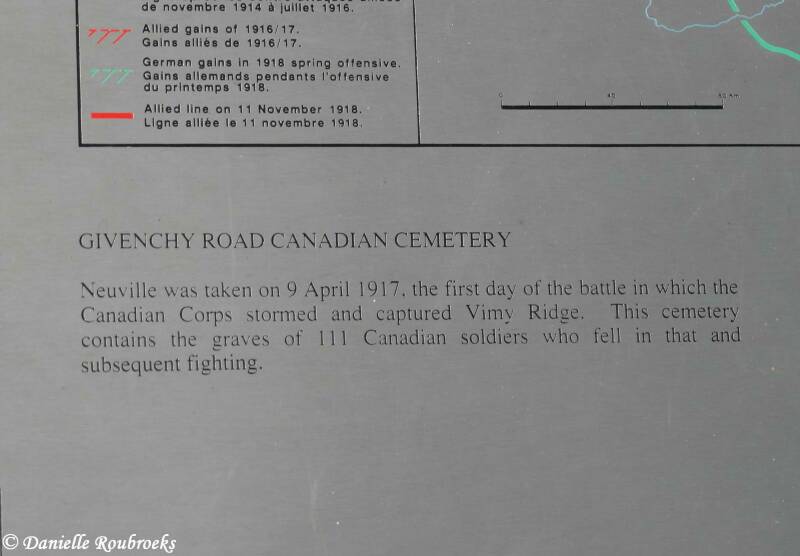 de novembre 1914 à juillet 1916.
Allied gains of 1916/17.
Gains alliés de 1916/17.
German gains in 1918 spring offensive.
Gains allemands pendants l'offensive
du printemps 1918.
Allied line on 11 November 1918.
Ligne alliée le 11 novembre 1918.
0
GIVENCHY ROAD CANADIAN CEMETERY
Neuville was taken on 9 April 1917, the first day of the battle in which the
Canadian Corps stormed and captured Vimy Ridge. This cemetery
contains the graves of 111 Canadian soldiers who fell in that and
subsequent fighting.
© Danielle Roubroeks